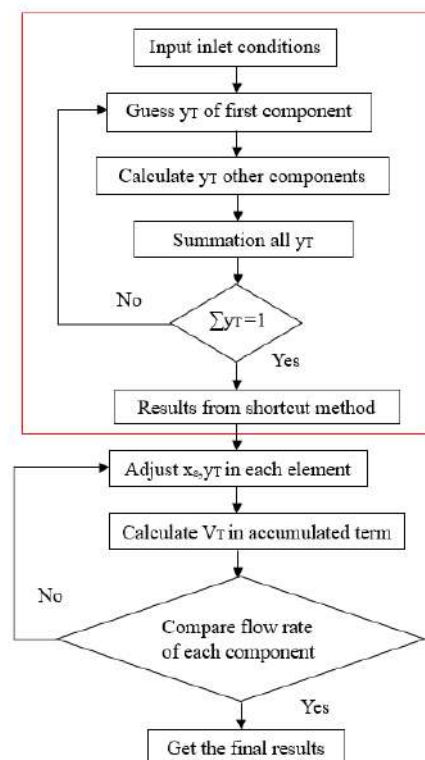 Input inlet conditions
Guess yT of first component
Calculate yT other components
Summation all yT
No
∑yT=1
Yes
Results from shortcut method
Adjust xs,yT in each element
Calculate VT in accumulated term
No
Compare flow rate
of each component
Yes
Get the final results